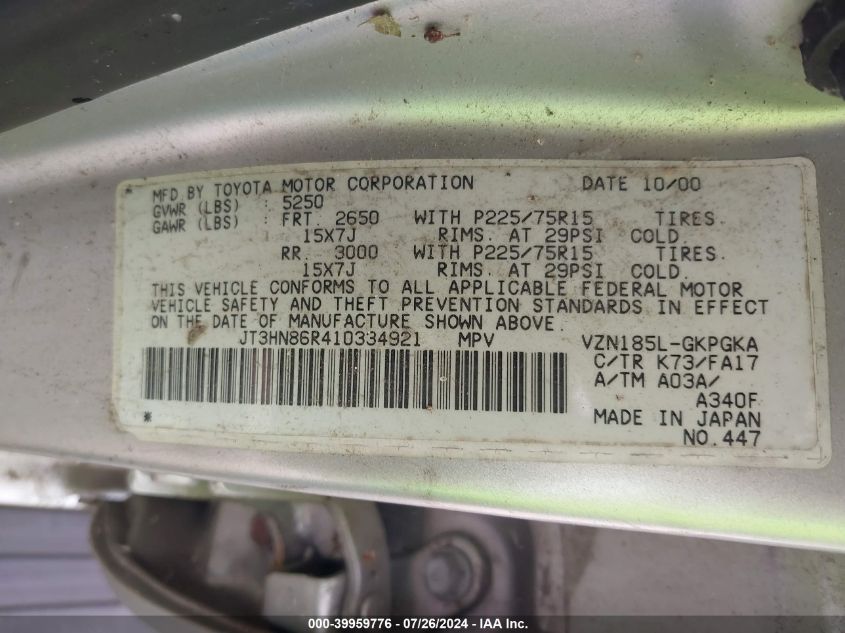 MFD. BY TOYOTA MOTOR CORPORATION DATE 10/00
GVWR (LBS) : 5250
GAWR (LBS) : FRT. 2650 WITH P225/75R15 TIRES.
15X7J RIMS. AT 29PSI COLD.
RR. 3000 WITH P225/75R15 TIRES.
15X7J RIMS. AT 29PSI COLD.
THIS VEHICLE CONFORMS TO ALL APPLICABLE FEDERAL MOTOR
VEHICLE SAFETY AND THEFT PREVENTION STANDARDS IN EFFECT
ON THE DATE OF MANUFACTURE SHOWN ABOVE.
JT3HN86R410334921 MPV VZN185L-GKPGKA
C/TR K73/FA17
A/TM A03A/
A340F
* MADE IN JAPAN
NO. 447
000-39959776 - 07/26/2024 - IAA Inc.